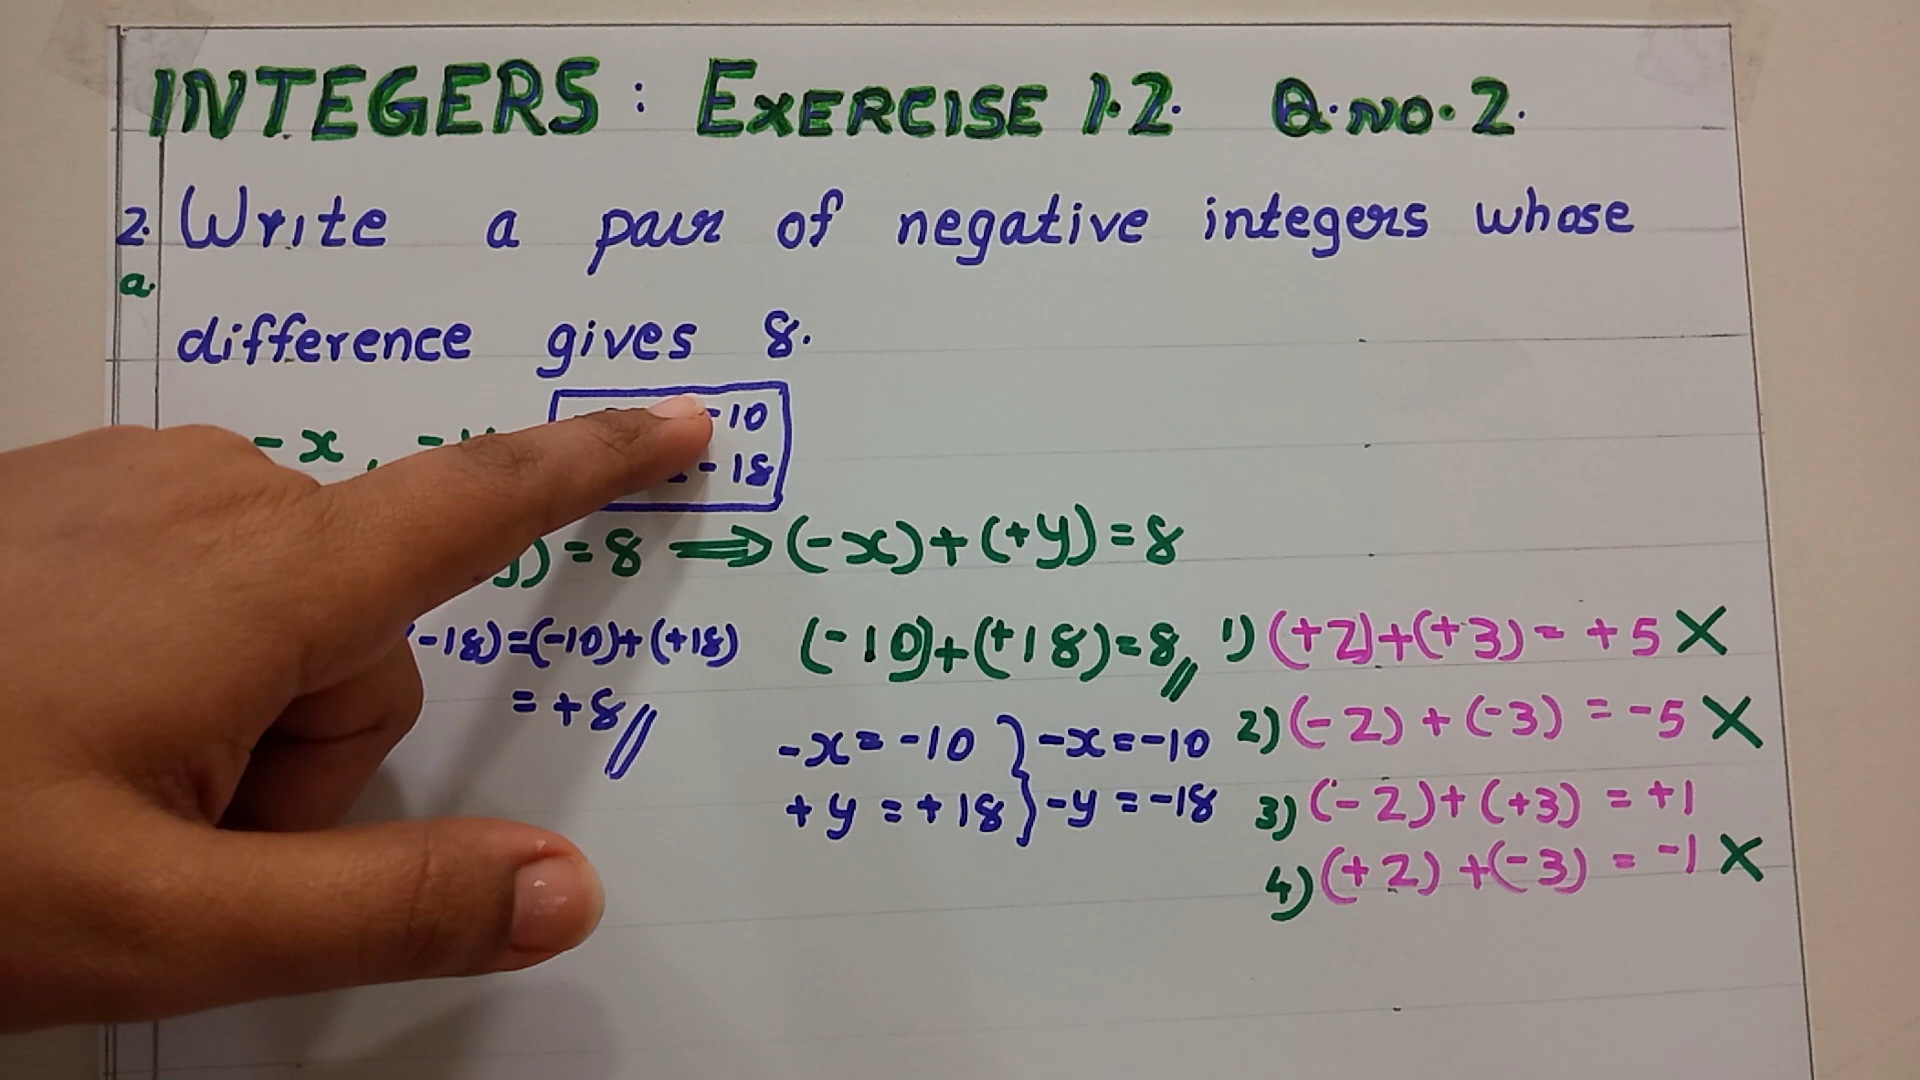 INTEGERS: EXERCISE 1.2. Q.NO.2.
2. Write a pair of negative integers whose
a.
difference gives 8.
-10
-x, -18
)=8 ⟹ (-x)+(+y)=8
-18)=(-10)+(+18) (-10)+(+18)=8// 1) (+2)+(+3)=+5 X
=+8// 2) (-2)+(-3)=-5 X
-x=-10 } -x=-10
+y=+18 } -y=-18 3) (-2)+(+3)=+1
4) (+2)+(-3)=-1 X